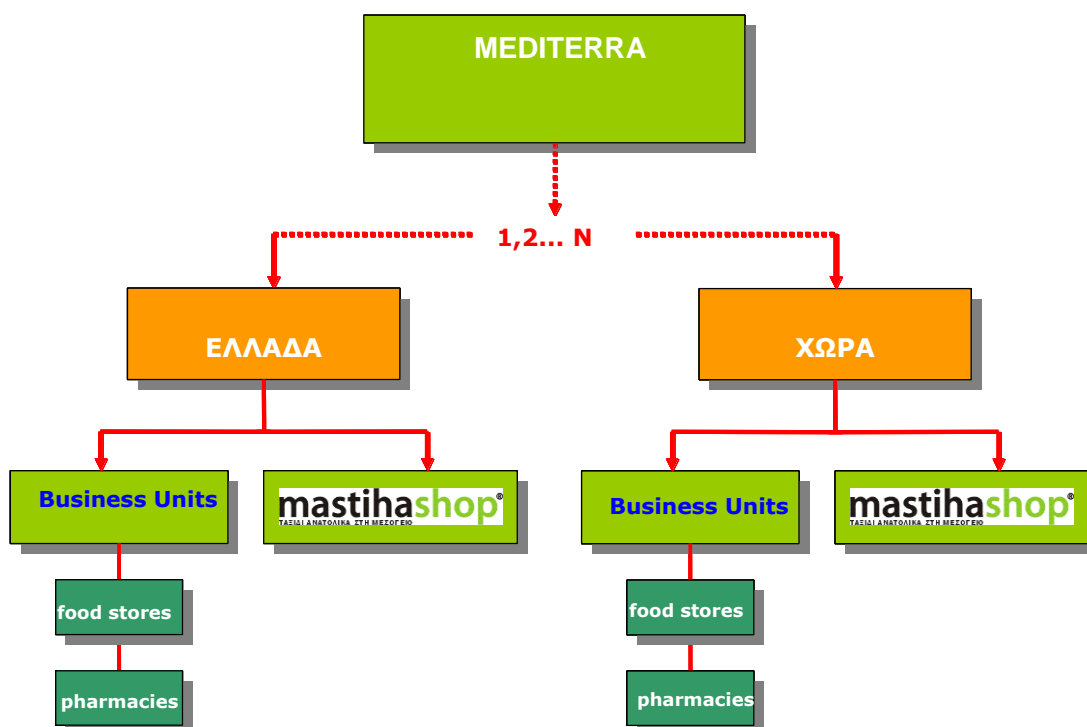 MEDITERRA
1,2... N
ΕΛΛΑΔΑ
ΧΩΡΑ
Business Units
mastihashop®
ΤΑΞΙΔΙ ΑΝΑΤΟΛΙΚΑ ΣΤΗ ΜΕΣΟΓΕΙΟ
Business Units
mastihashop®
ΤΑΞΙΔΙ ΑΝΑΤΟΛΙΚΑ ΣΤΗ ΜΕΣΟΓΕΙΟ
food stores
food stores
pharmacies
pharmacies